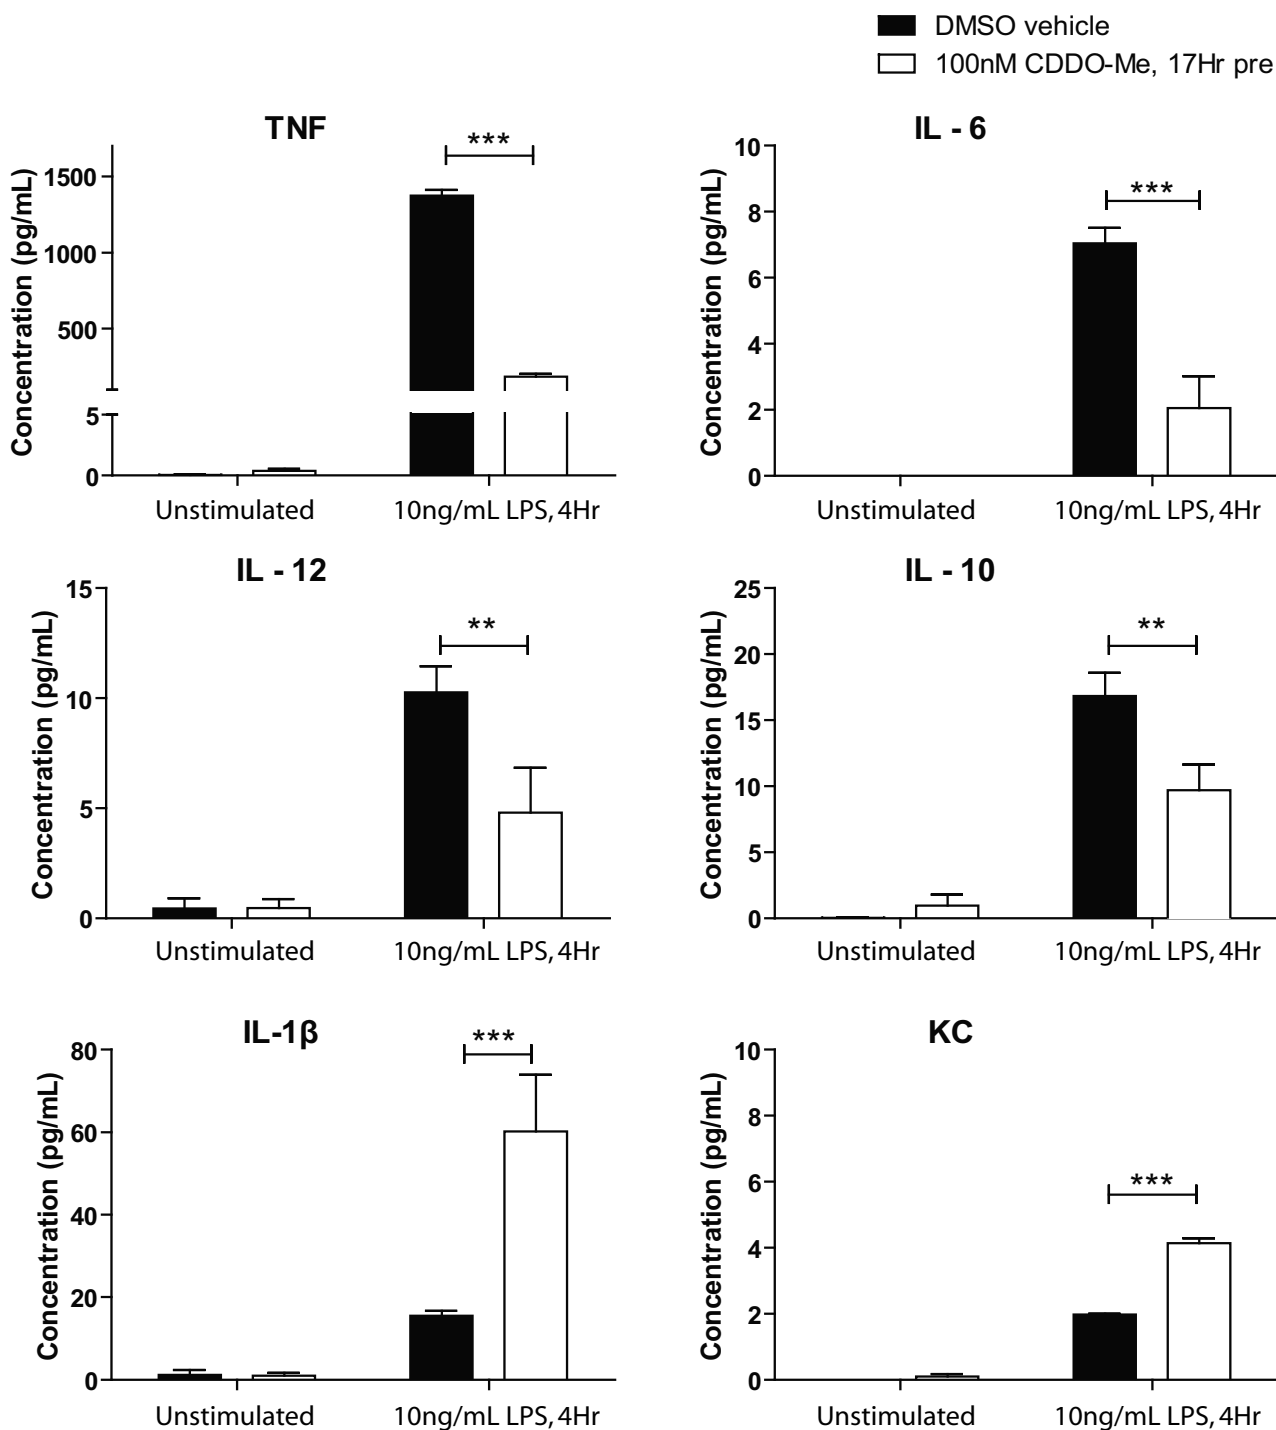 DMSO vehicle
100nM CDDO-Me, 17Hr pre
TNF
***
Concentration (pg/mL)
1500
1000
500
5
0
Unstimulated
10ng/mL LPS, 4Hr
IL - 6
***
Concentration (pg/mL)
10
8
6
4
2
0
Unstimulated
10ng/mL LPS, 4Hr
IL - 12
**
Concentration (pg/mL)
15
10
5
0
Unstimulated
10ng/mL LPS, 4Hr
IL - 10
**
Concentration (pg/mL)
25
20
15
10
5
0
Unstimulated
10ng/mL LPS, 4Hr
IL-1β
***
Concentration (pg/mL)
80
60
40
20
0
Unstimulated
10ng/mL LPS, 4Hr
KC
***
Concentration (pg/mL)
10
8
6
4
2
0
Unstimulated
10ng/mL LPS, 4Hr